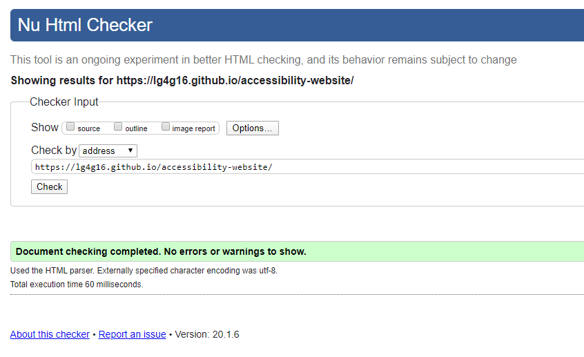 Nu Html Checker
This tool is an ongoing experiment in better HTML checking, and its behavior remains subject to change
Showing results for https://lg4g16.github.io/accessibility-website/
Checker Input
Show source outline image report Options...
Check by address
https://lg4g16.github.io/accessibility-website/
Check
Document checking completed. No errors or warnings to show.
Used the HTML parser. Externally specified character encoding was utf-8.
Total execution time 60 milliseconds.
About this checker • Report an issue • Version: 20.1.6